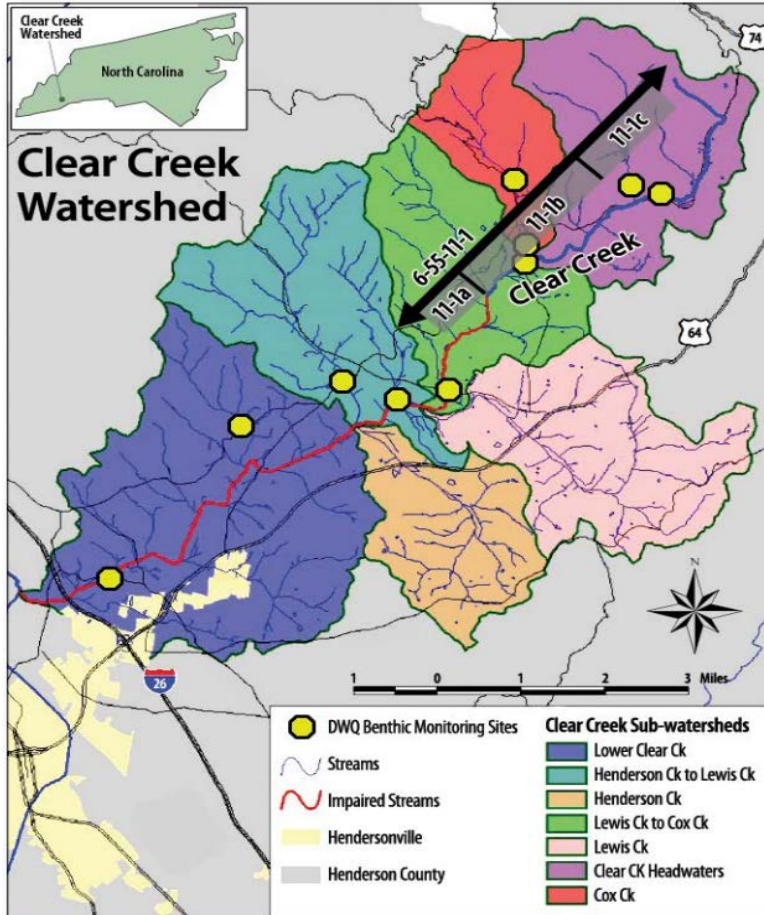 Clear Creek
Watershed
North Carolina
74
Clear Creek
Watershed
11-1c
11-1b
6-55-11-1
11-1a
Clear Creek
64
N
26
1 0 1 2 3 Miles
DWQ Benthic Monitoring Sites
Streams
Impaired Streams
Hendersonville
Henderson County
Clear Creek Sub-watersheds
Lower Clear Ck
Henderson Ck to Lewis Ck
Henderson Ck
Lewis Ck to Cox Ck
Lewis Ck
Clear CK Headwaters
Cox Ck